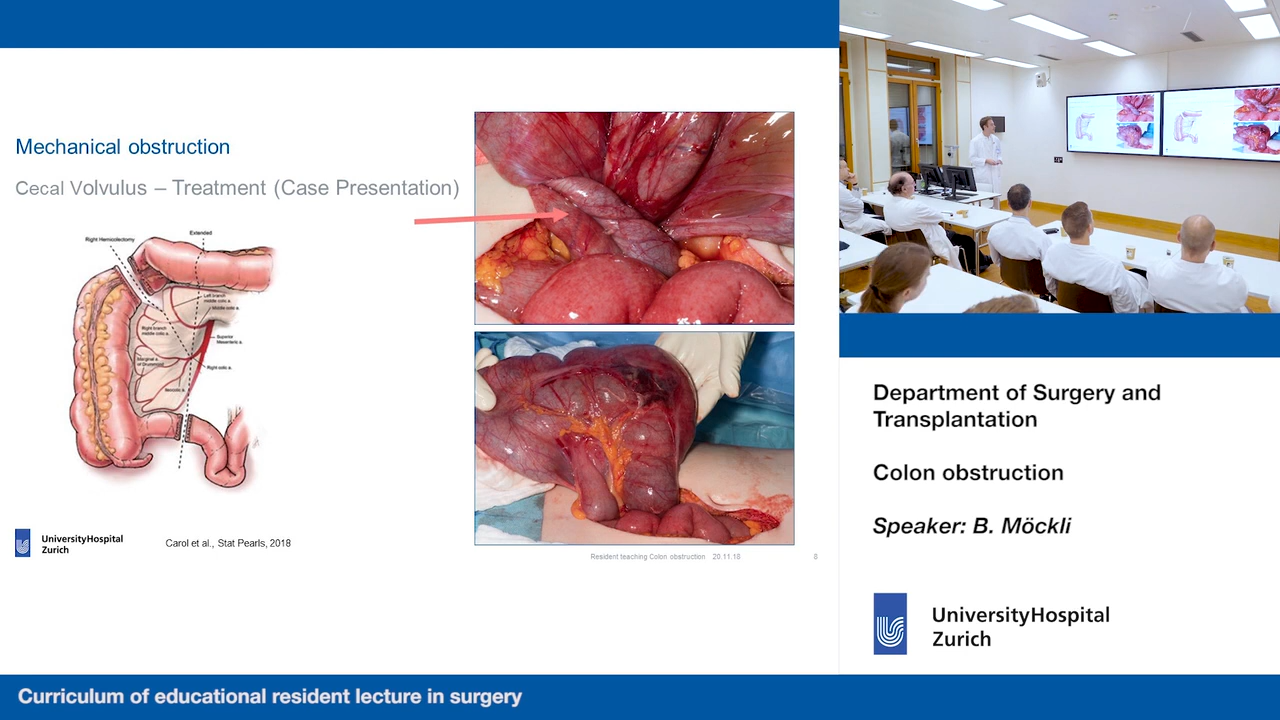 Mechanical obstruction
Cecal Volvulus – Treatment (Case Presentation)
Right Hemicolectomy
Extended
Left branch
middle colic a.
Middle colic a.
Right branch
middle colic a.
Superior
Mesenteric a.
Marginal a.
of Drummond
Right colic a.
Ileocolic a.
UniversityHospital
Zurich
Carol et al., Stat Pearls, 2018
Resident teaching Colon obstruction 20.11.18
8
Department of Surgery and
Transplantation
Colon obstruction
Speaker: B. Möckli
UniversityHospital
Zurich
Curriculum of educational resident lecture in surgery